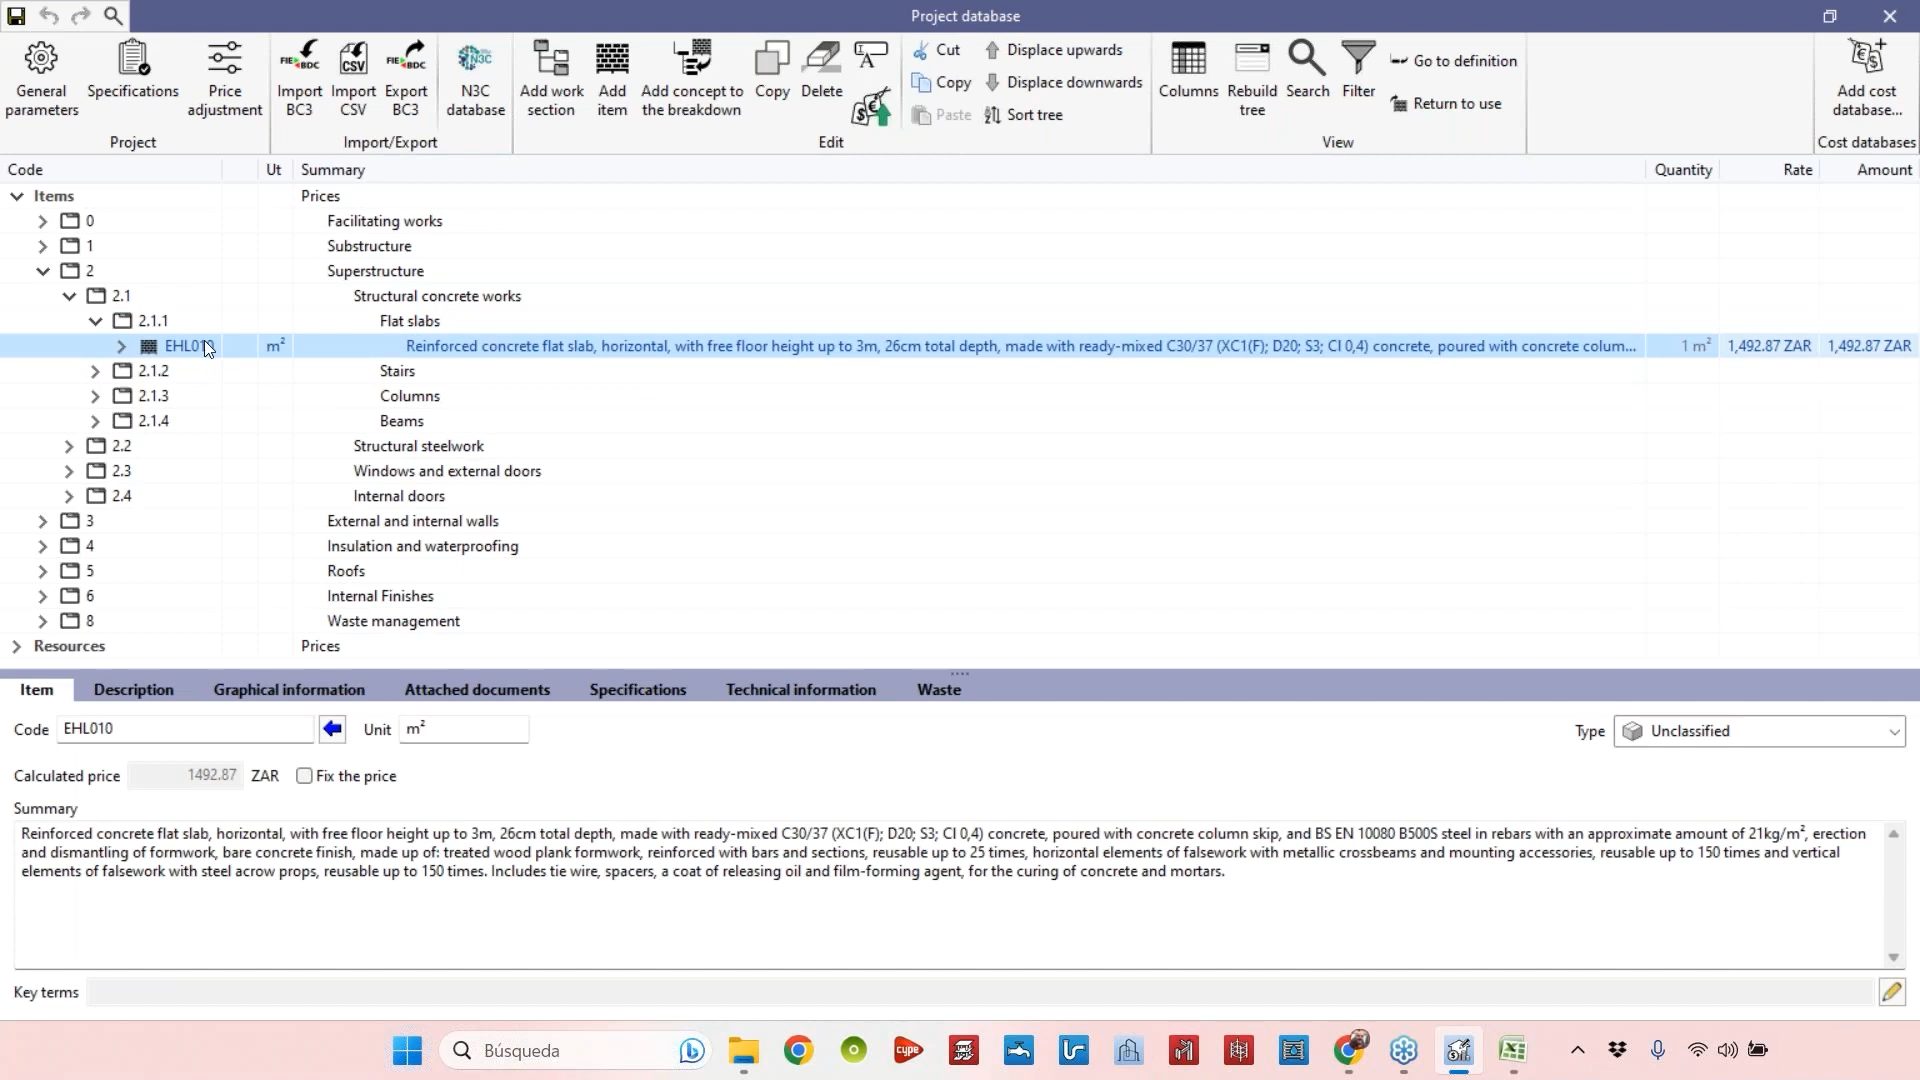 Project database
General parameters
Specifications
Price adjustment
Project
FIE BDC
Import BC3
CSV
Import CSV
FIE BDC
Export BC3
Import/Export
N3C
N3C database
Add work section
Add item
Add concept to the breakdown
Copy
Delete
Cut
Copy
Paste
Displace upwards
Displace downwards
Sort tree
Edit
Columns
Rebuild tree
Search
Filter
Go to definition
Return to use
View
Add cost database...
Cost databases
Code Ut Summary Quantity Rate Amount
Items Prices
0 Facilitating works
1 Substructure
2 Superstructure
2.1 Structural concrete works
2.1.1 Flat slabs
EHL010 m² Reinforced concrete flat slab, horizontal, with free floor height up to 3m, 26cm total depth, made with ready-mixed C30/37 (XC1(F); D20; S3; Cl 0,4) concrete, poured with concrete colum... 1 m² 1,492.87 ZAR 1,492.87 ZAR
2.1.2 Stairs
2.1.3 Columns
2.1.4 Beams
2.2 Structural steelwork
2.3 Windows and external doors
2.4 Internal doors
3 External and internal walls
4 Insulation and waterproofing
5 Roofs
6 Internal Finishes
8 Waste management
Resources Prices
Item Description Graphical information Attached documents Specifications Technical information Waste
Code EHL010 Unit m² Type Unclassified
Calculated price 1492.87 ZAR Fix the price
Summary
Reinforced concrete flat slab, horizontal, with free floor height up to 3m, 26cm total depth, made with ready-mixed C30/37 (XC1(F); D20; S3; Cl 0,4) concrete, poured with concrete column skip, and BS EN 10080 B500S steel in rebars with an approximate amount of 21kg/m², erection
and dismantling of formwork, bare concrete finish, made up of: treated wood plank formwork, reinforced with bars and sections, reusable up to 25 times, horizontal elements of falsework with metallic crossbeams and mounting accessories, reusable up to 150 times and vertical
elements of falsework with steel acrow props, reusable up to 150 times. Includes tie wire, spacers, a coat of releasing oil and film-forming agent, for the curing of concrete and mortars.
Key terms
Búsqueda
cype